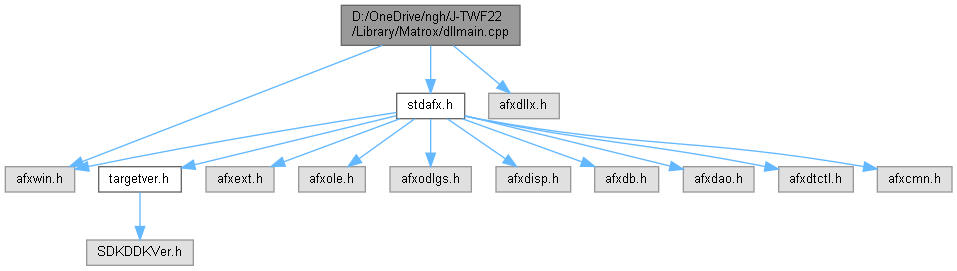 D:/OneDrive/ngh/J-TWF22
/Library/Matrox/dllmain.cpp
stdafx.h
afxdllx.h
afxwin.h
targetver.h
afxext.h
afxole.h
afxodlgs.h
afxdisp.h
afxdb.h
afxdao.h
afxdtctl.h
afxcmn.h
SDKDDKVer.h